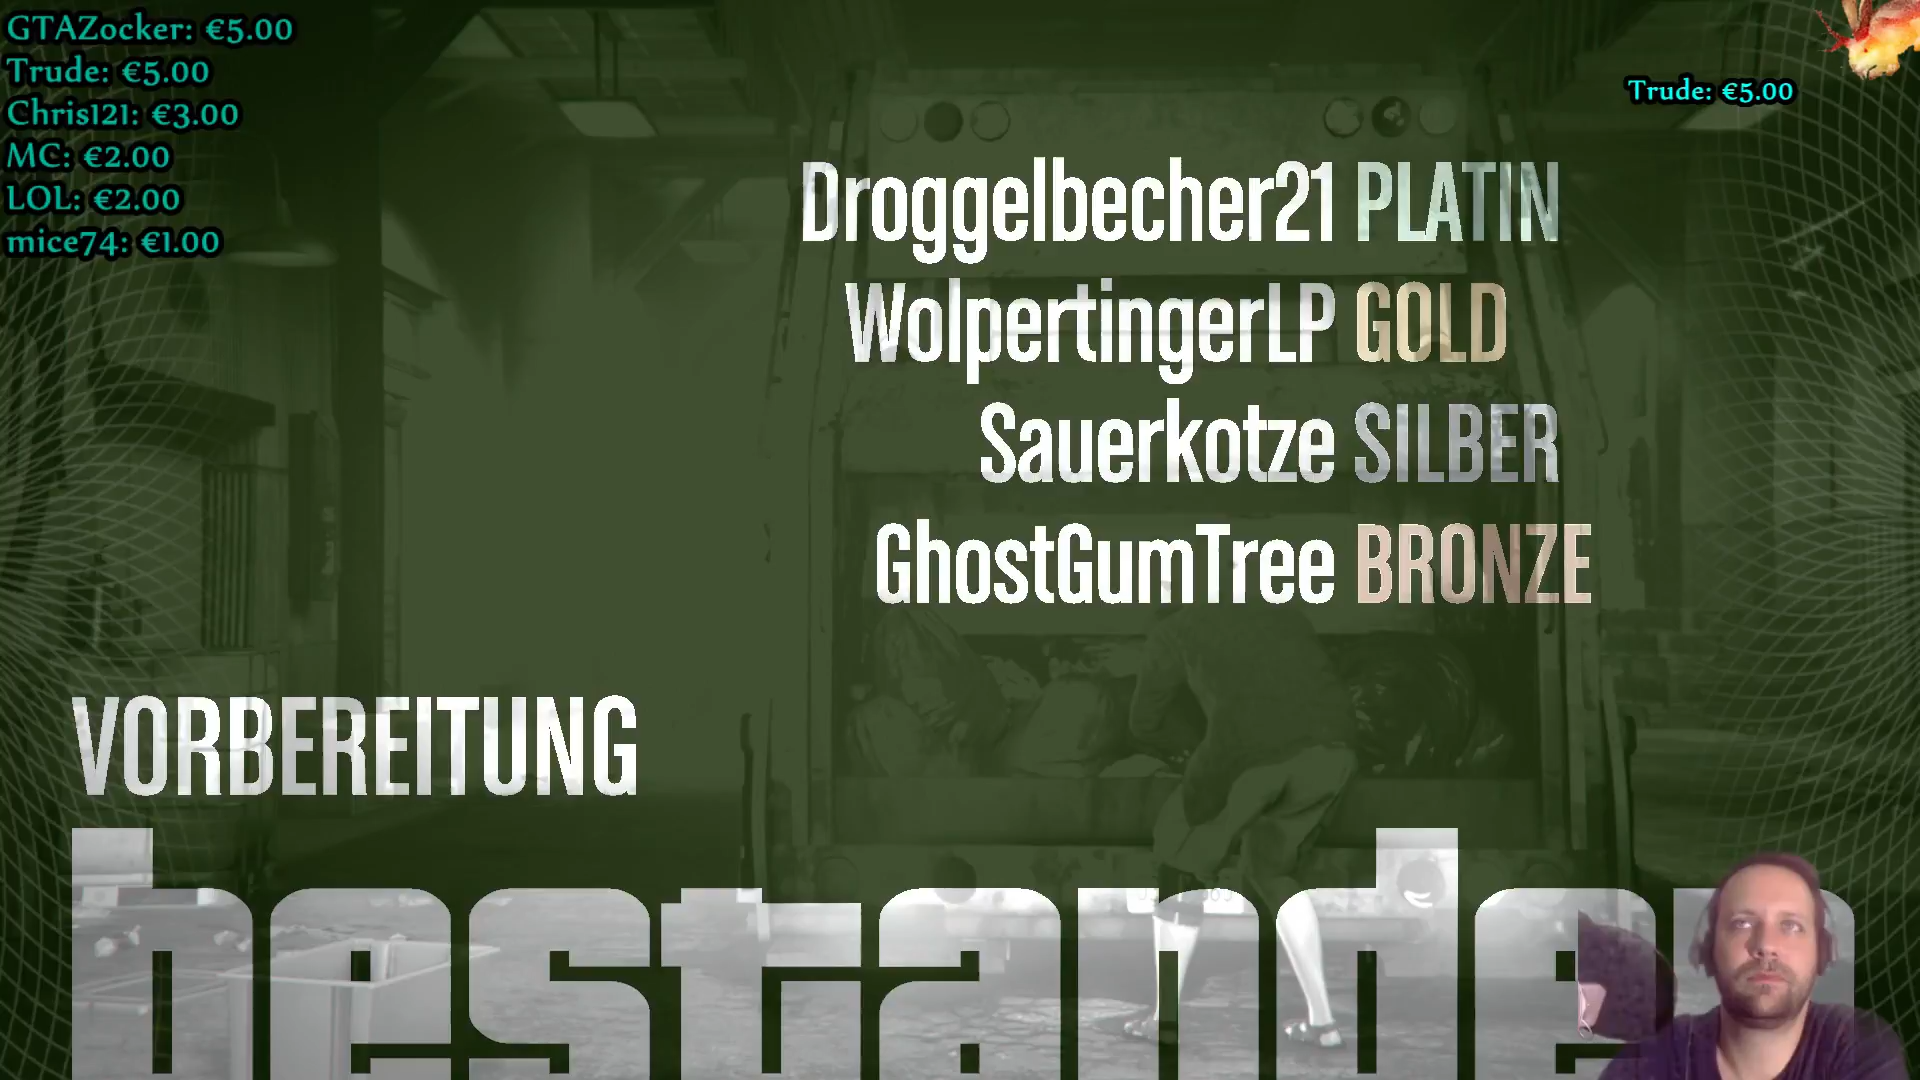 GTAZocker: €5.00
Trude: €5.00
Chris121: €3.00
MC: €2.00
LOL: €2.00
mice74: €1.00
Trude: €5.00
Droggelbecher21 PLATIN
WolpertingerLP GOLD
Sauerkotze SILBER
GhostGumTree BRONZE
VORBEREITUNG
bestanden